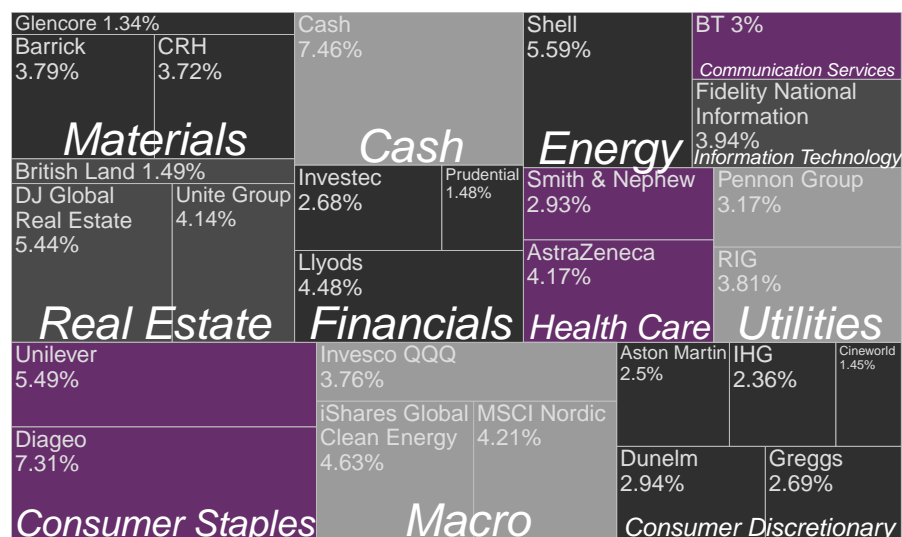 Glencore 1.34%
Barrick
3.79%
CRH
3.72%
Materials
Cash
7.46%
Cash
Shell
5.59%
Energy
BT 3%
Communication Services
Fidelity National
Information
3.94%
Information Technology
British Land 1.49%
DJ Global
Real Estate
5.44%
Unite Group
4.14%
Real Estate
Investec
2.68%
Prudential
1.48%
Llyods
4.48%
Financials
Smith & Nephew
2.93%
AstraZeneca
4.17%
Health Care
Pennon Group
3.17%
RIG
3.81%
Utilities
Unilever
5.49%
Diageo
7.31%
Consumer Staples
Invesco QQQ
3.76%
iShares Global
Clean Energy
4.63%
MSCI Nordic
4.21%
Macro
Aston Martin
2.5%
IHG
2.36%
Cineworld
1.45%
Dunelm
2.94%
Greggs
2.69%
Consumer Discretionary